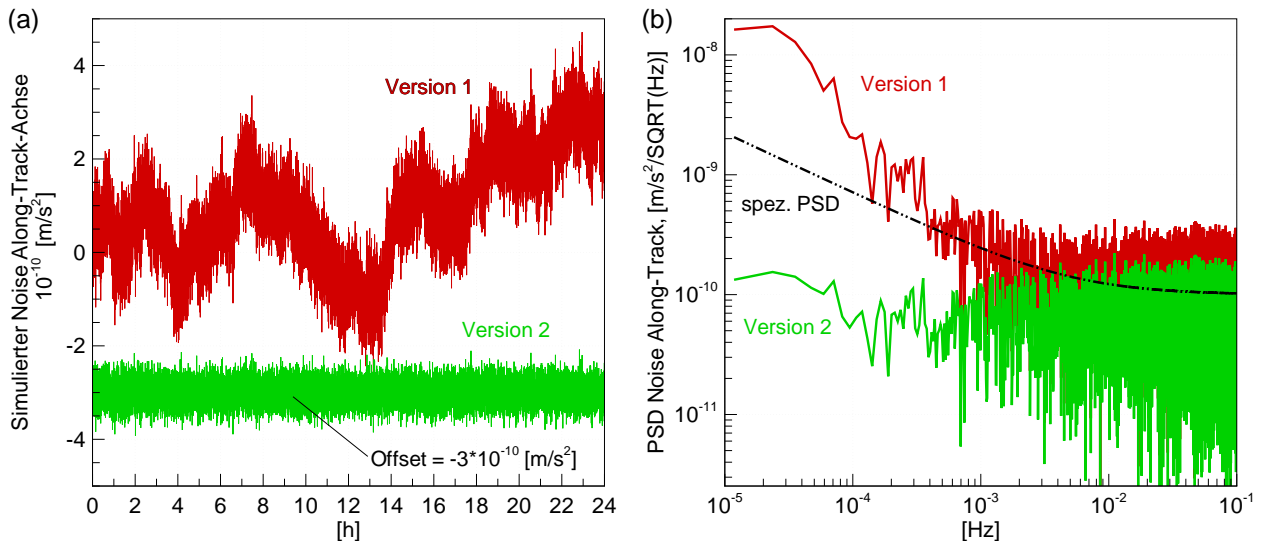 (a)
Simulierter Noise Along-Track-Achse
10⁻¹⁰ [m/s²]
4
2
0
-2
-4
Version 1
Version 2
Offset = -3*10⁻¹⁰ [m/s²]
0 2 4 6 8 10 12 14 16 18 20 22 24
[h]
(b)
PSD Noise Along-Track, [m/s²/SQRT(Hz)]
10⁻⁸
10⁻⁹
10⁻¹⁰
10⁻¹¹
Version 1
spez. PSD
Version 2
10⁻⁵ 10⁻⁴ 10⁻³ 10⁻² 10⁻¹
[Hz]